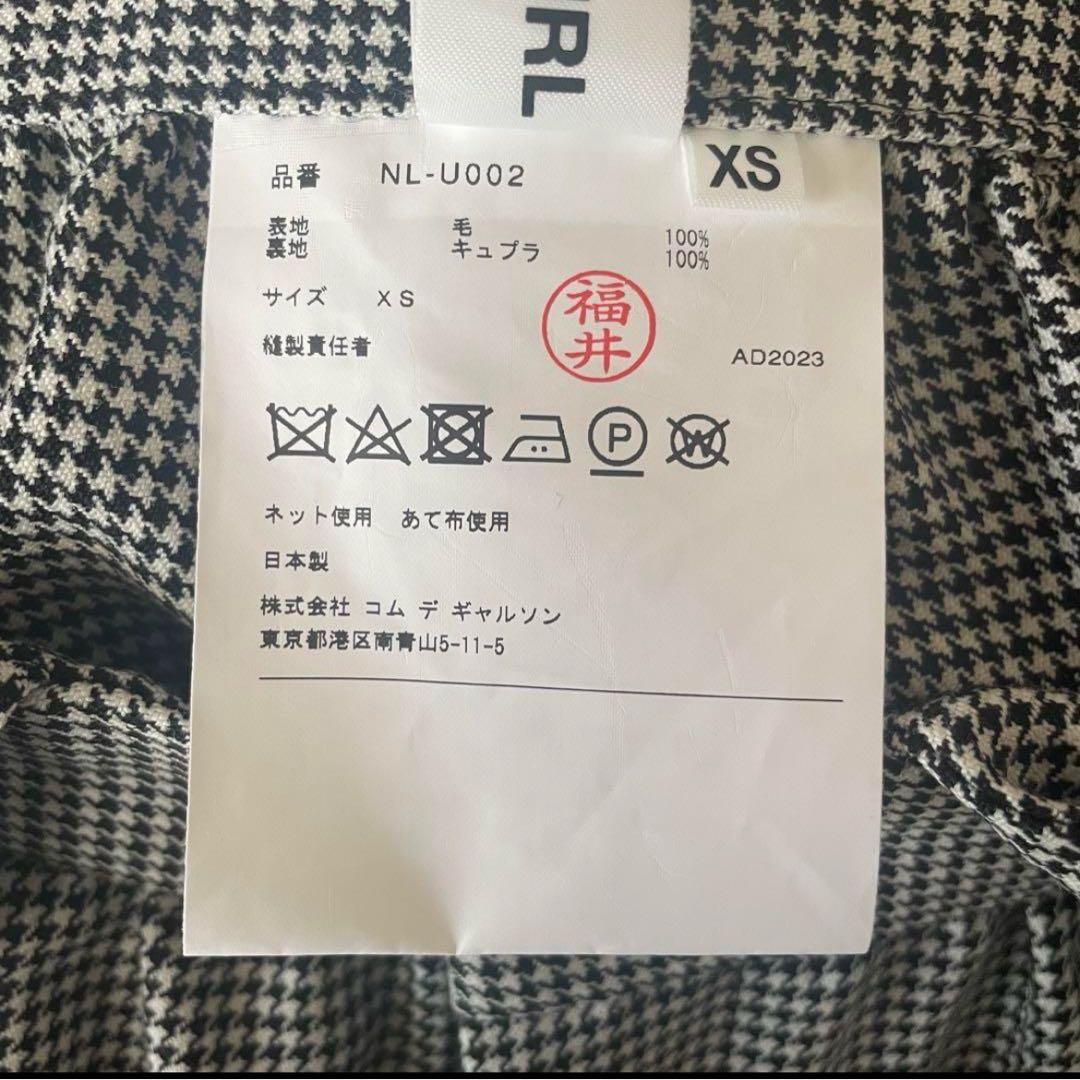 RL
XS
品番 NL-U002
表地 毛 100%
裏地 キュプラ 100%
サイズ XS
福井
縫製責任者
AD2023
P
W
ネット使用 あて布使用
日本製
株式会社 コム デ ギャルソン
東京都港区南青山5-11-5